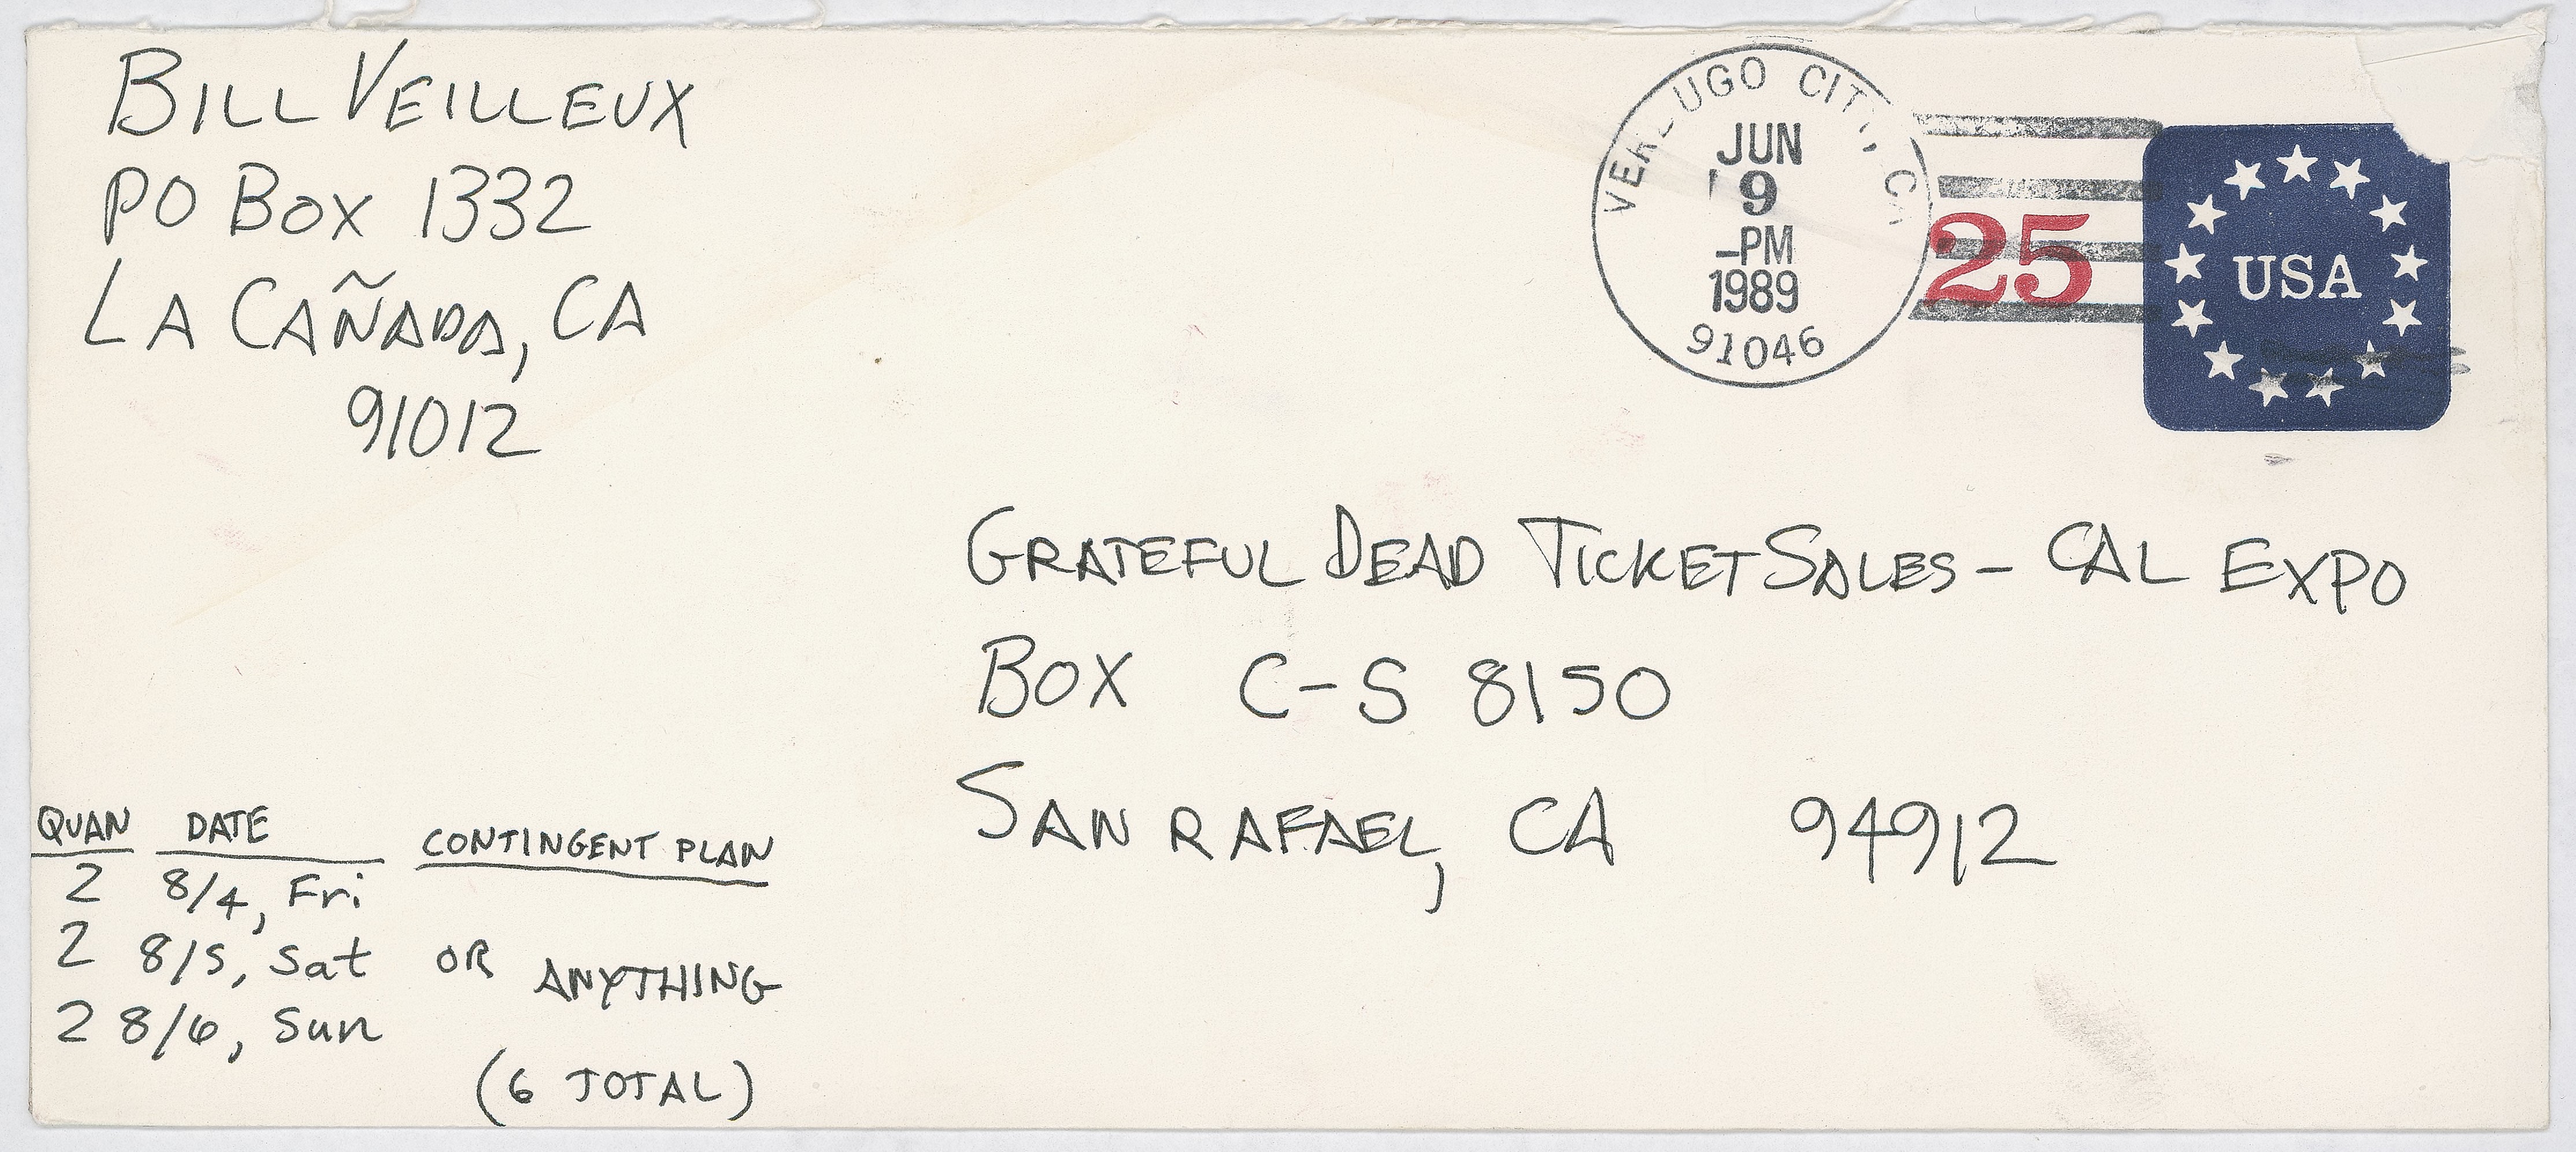 BILL VEILLEUX
PO BOX 1332
LA CAÑADA, CA
91012
VERDUGO CITY, CA
JUN
9
-PM
1989
91046
25
USA
GRATEFUL DEAD TICKET SALES - CAL EXPO
BOX C-S 8150
SAN RAFAEL, CA 94912
QUAN DATE CONTINGENT PLAN
2 8/4, Fri
2 8/5, Sat OR ANYTHING
2 8/6, Sun
(6 TOTAL)